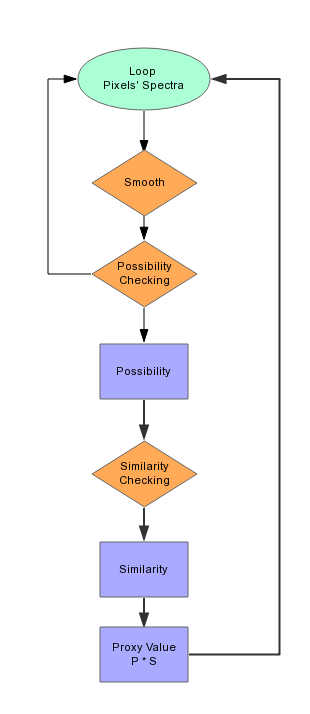 Loop
Pixels' Spectra
Smooth
Possibility
Checking
Possibility
Similarity
Checking
Similarity
Proxy Value
P * S